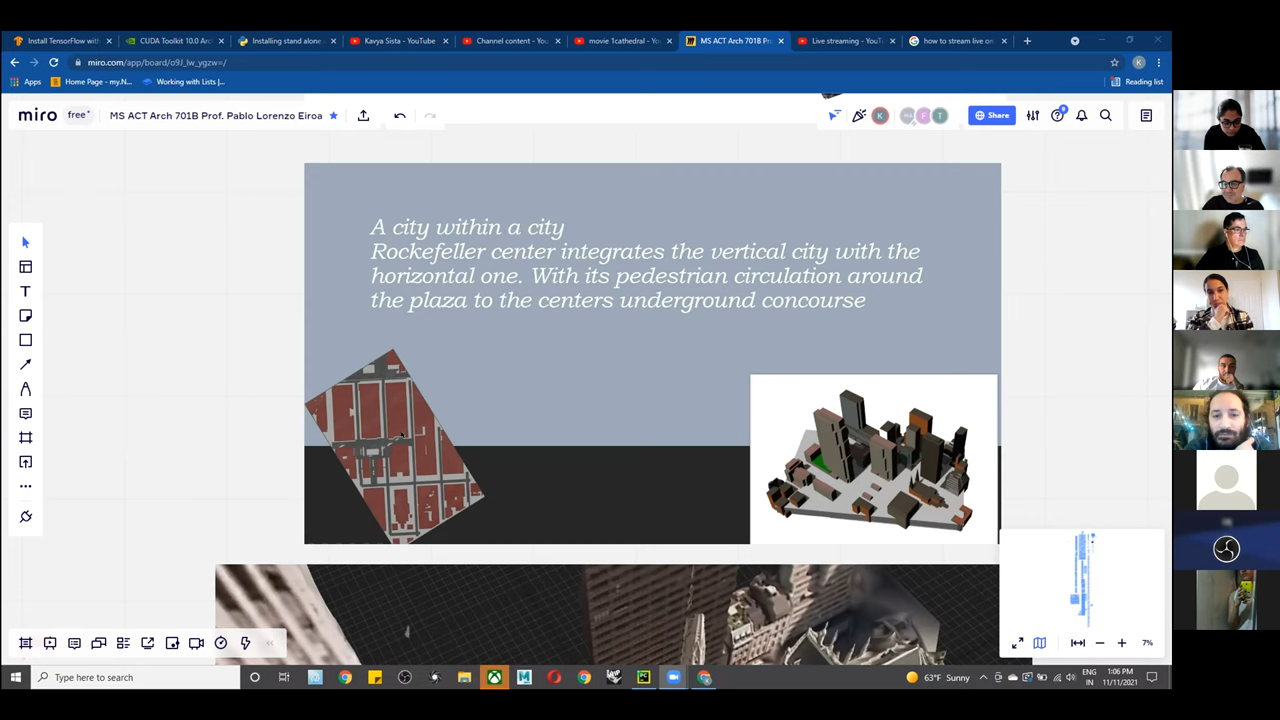 Install TensorFlow with
CUDA Toolkit 10.0 Arc
Installing stand alone
Kavya Sista - YouTube
Channel content - You
movie 1cathedral - You
MS ACT Arch 701B Pr
Live streaming - YouTu
how to stream live on
miro.com/app/board/o9J_lw_ygzw=/
K
Apps
Home Page - my.N...
Working with Lists |...
Reading list
miro
free
MS ACT Arch 701B Prof. Pablo Lorenzo Eiroa
K
F
T
Share
A city within a city
Rockefeller center integrates the vertical city with the
horizontal one. With its pedestrian circulation around
the plaza to the centers underground concourse
7%
Type here to search
63°F Sunny
ENG
IN
1:06 PM
11/11/2021